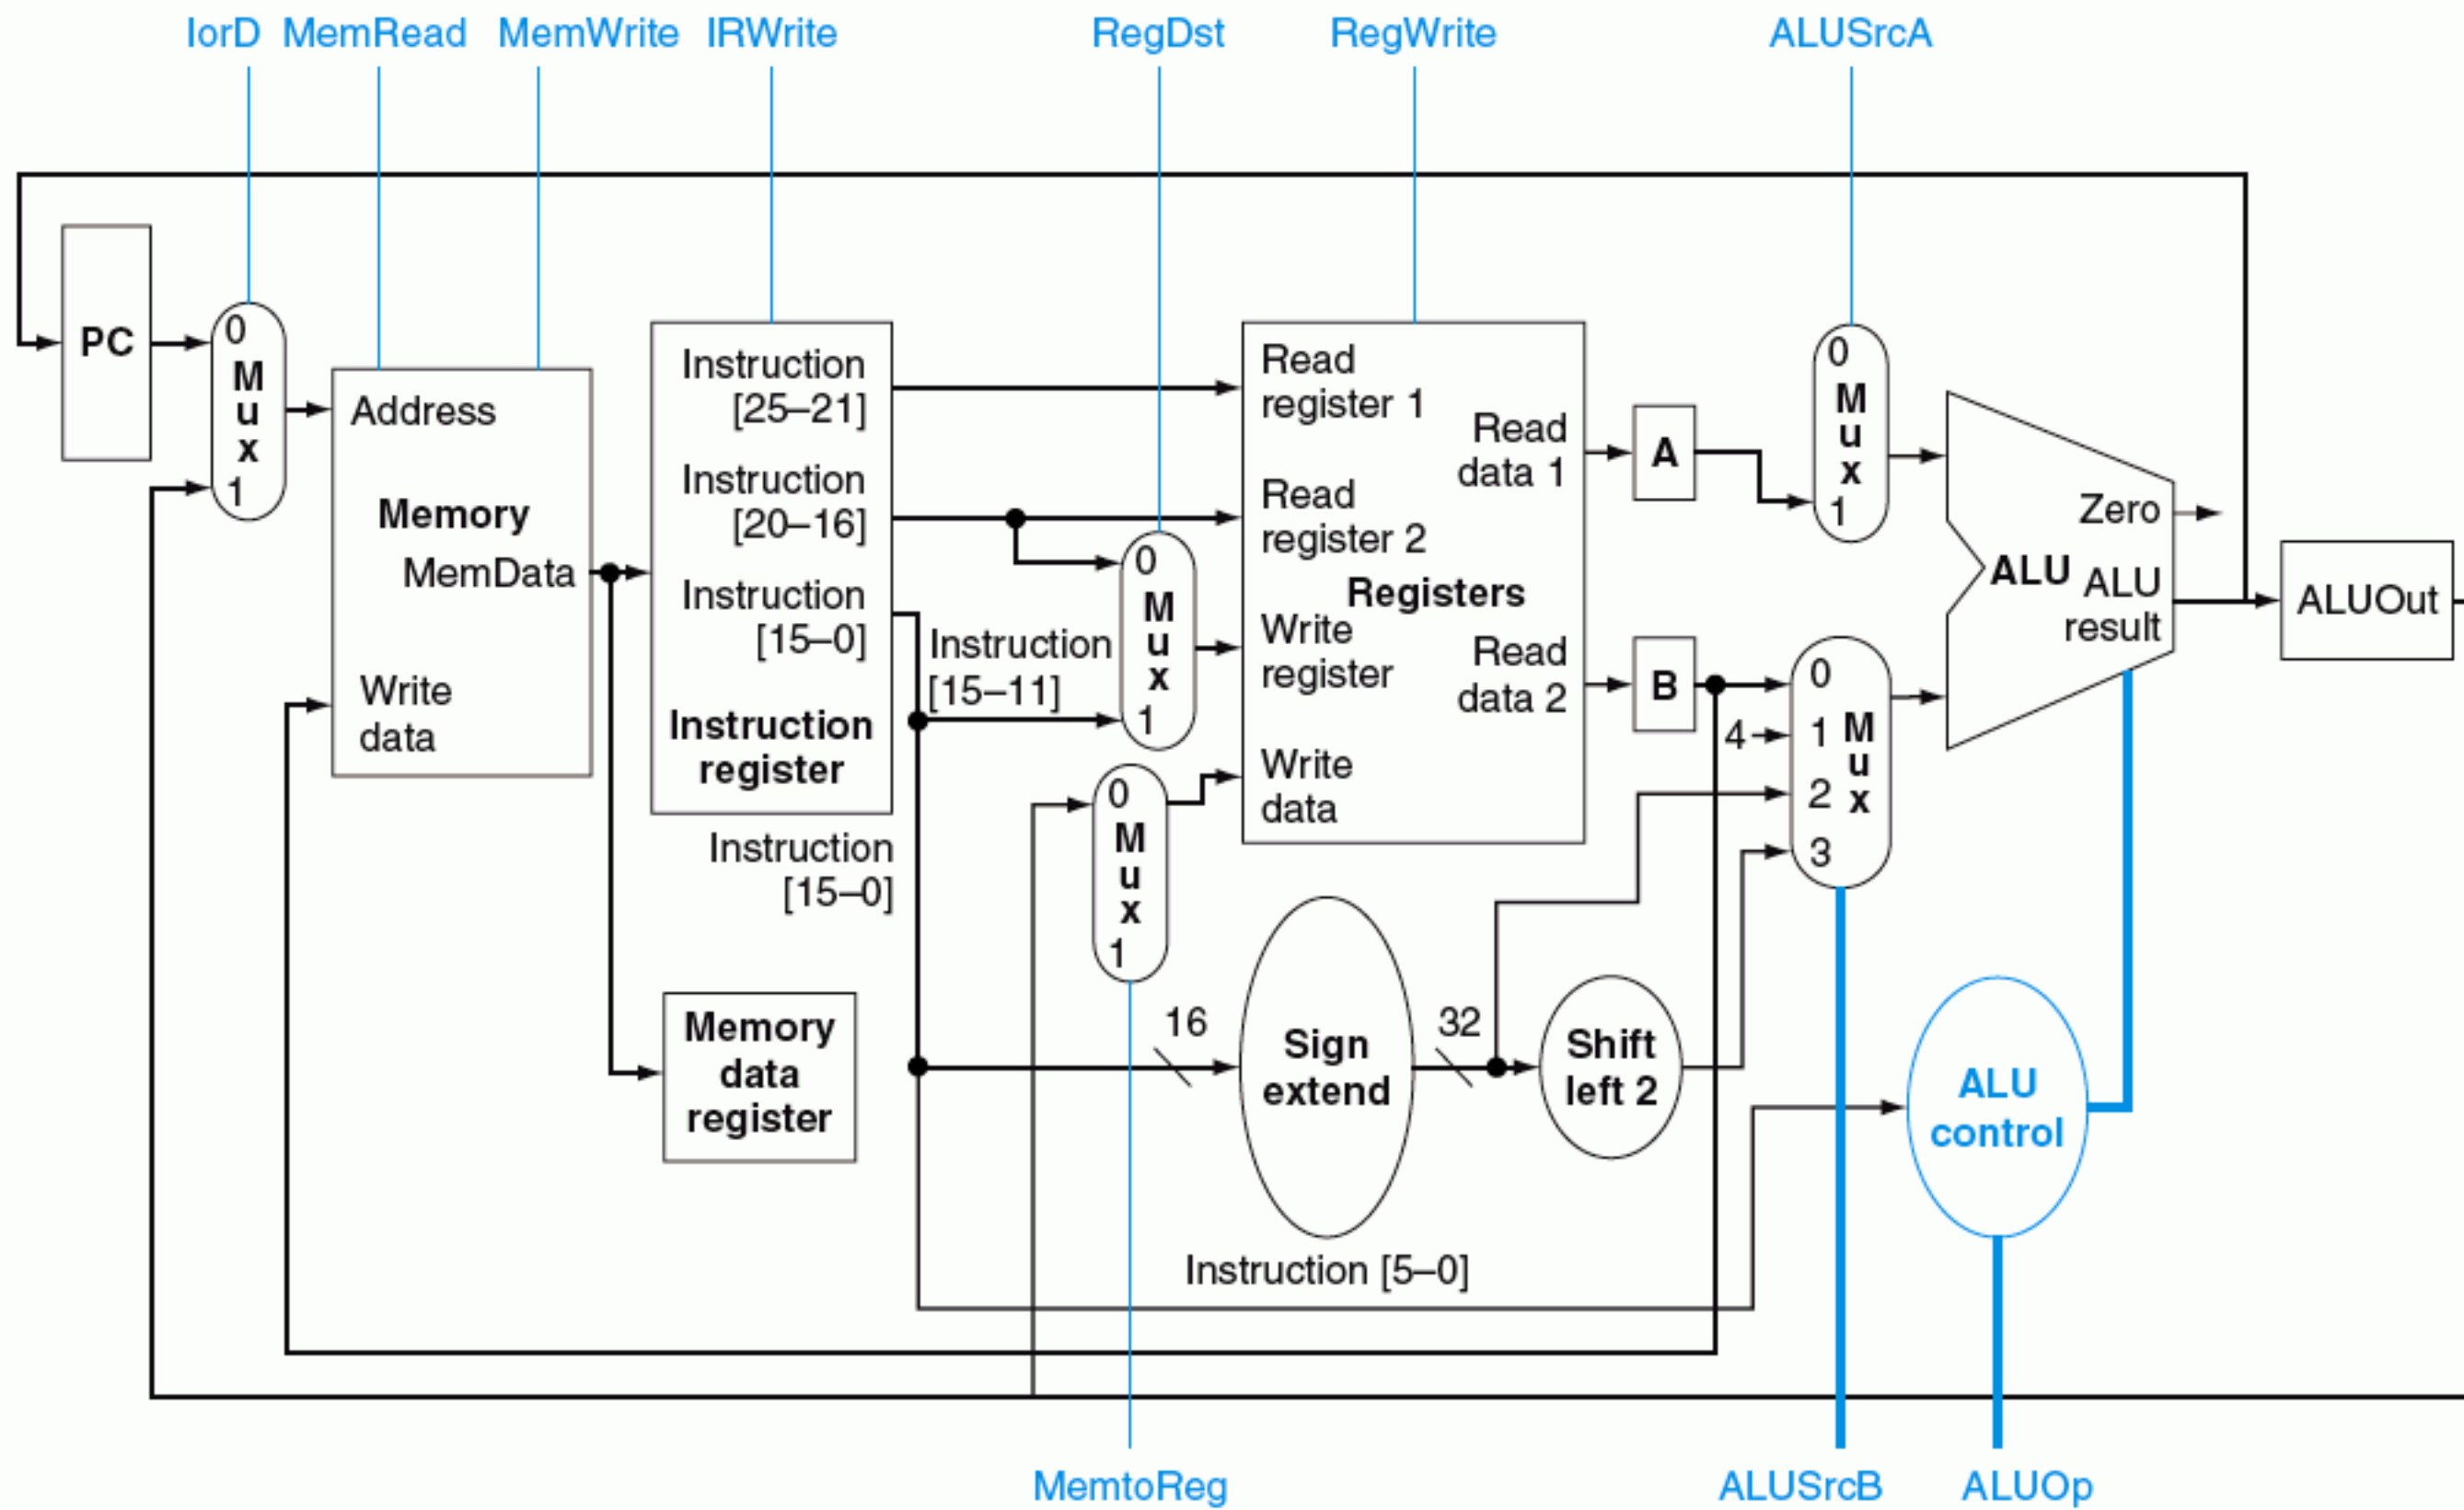 IorD MemRead MemWrite IRWrite RegDst RegWrite ALUSrcA
PC
0
M
u
x
1
Address
Memory
MemData
Write
data
Instruction
[25–21]
Instruction
[20–16]
Instruction
[15–0]
Instruction
register
Instruction
[15–0]
Memory
data
register
Instruction
[15–11]
0
M
u
x
1
0
M
u
x
1
Read
register 1
Read
register 2
Registers
Write
register
Write
data
Read
data 1
Read
data 2
16
Sign
extend
32
Shift
left 2
Instruction [5–0]
A
B
4
0
M
u
x
1
0
1
2
3
M
u
x
Zero
ALU
ALU
result
ALUOut
ALU
control
MemtoReg ALUSrcB ALUOp